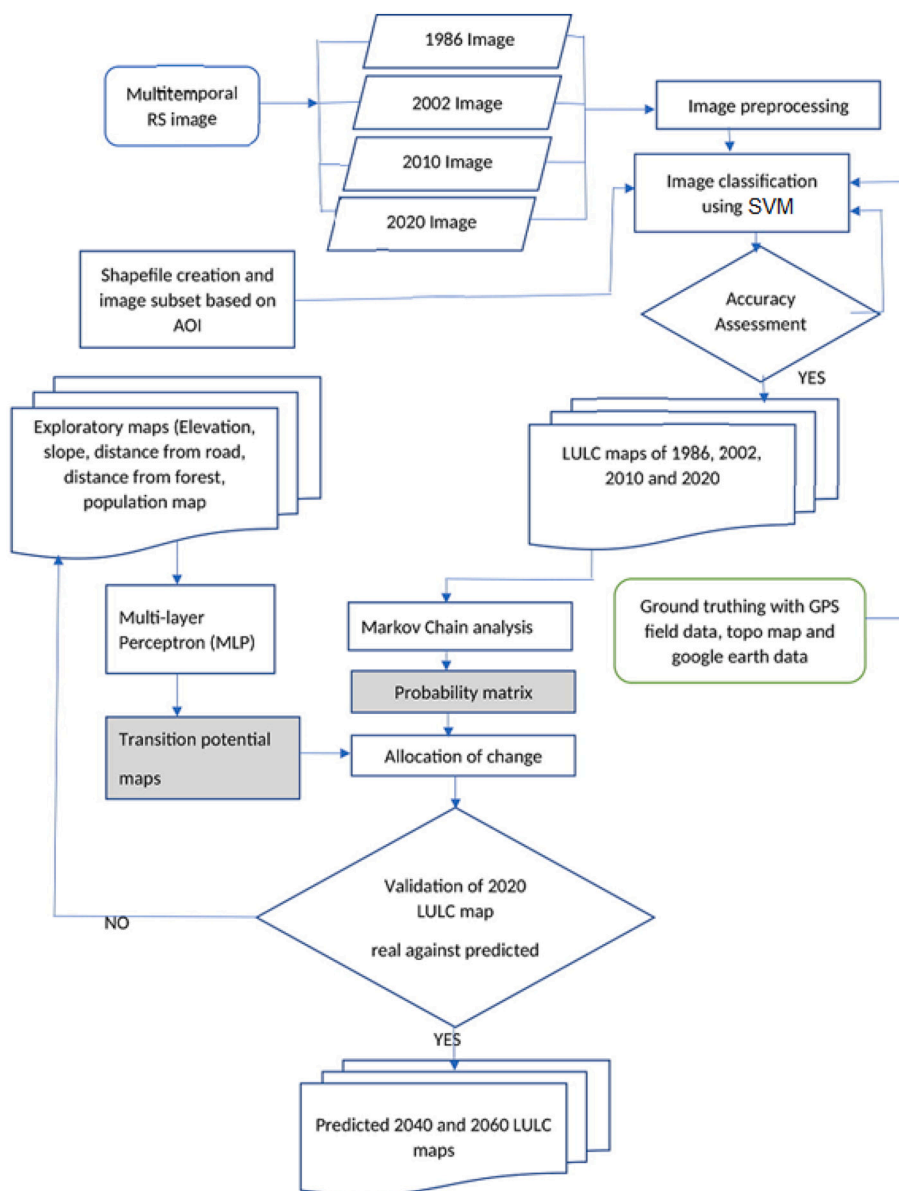 1986 Image
Multitemporal
RS image
2002 Image
Image preprocessing
2010 Image
Image classification
using SVM
2020 Image
Shapefile creation and
image subset based on
AOI
Accuracy
Assessment
YES
Exploratory maps (Elevation,
slope, distance from road,
distance from forest,
population map
LULC maps of 1986, 2002,
2010 and 2020
Multi-layer
Perceptron (MLP)
Markov Chain analysis
Ground truthing with GPS
field data, topo map and
google earth data
Probability matrix
Transition potential
maps
Allocation of change
Validation of 2020
LULC map
real against predicted
NO
YES
Predicted 2040 and 2060 LULC
maps